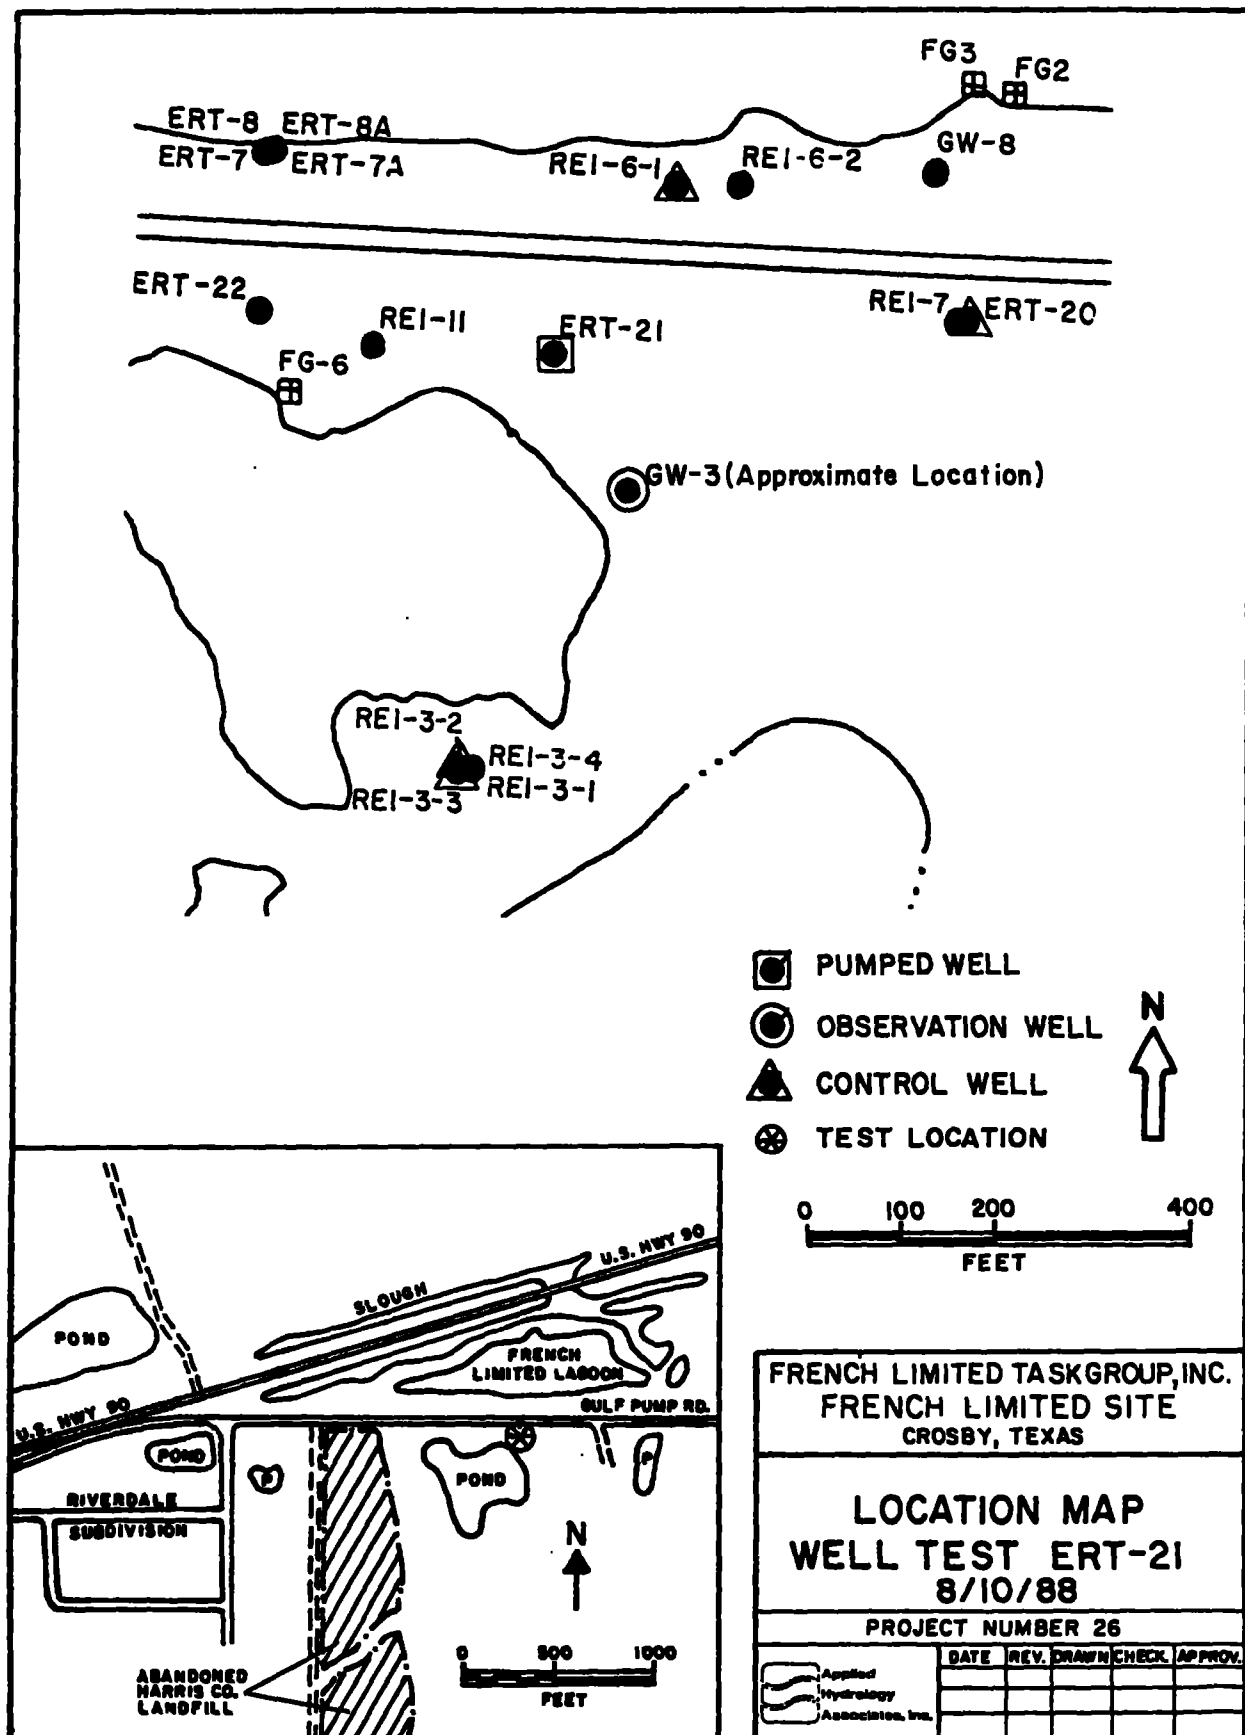 FG3
FG2
ERT-8
ERT-8A
ERT-7
ERT-7A
REI-6-1
REI-6-2
GW-8
ERT-22
REI-11
ERT-21
REI-7
ERT-20
FG-6
GW-3 (Approximate Location)
REI-3-2
REI-3-4
REI-3-3
REI-3-1
PUMPED WELL
OBSERVATION WELL
CONTROL WELL
TEST LOCATION
N
0 100 200 400
FEET
U.S. HWY 90
SLOUGH
POND
FRENCH
LIMITED LAGOON
U.S. HWY 90
GULF PUMP RD.
POND
P
POND
P
RIVERDALE
SUBDIVISION
N
ABANDONED
HARRIS CO.
LANDFILL
0 500 1000
FEET
FRENCH LIMITED TASKGROUP, INC.
FRENCH LIMITED SITE
CROSBY, TEXAS
LOCATION MAP
WELL TEST ERT-21
8/10/88
PROJECT NUMBER 26
Applied
Hydrology
Associates, Inc.
DATE REV. DRAWN CHECK. APPROV.